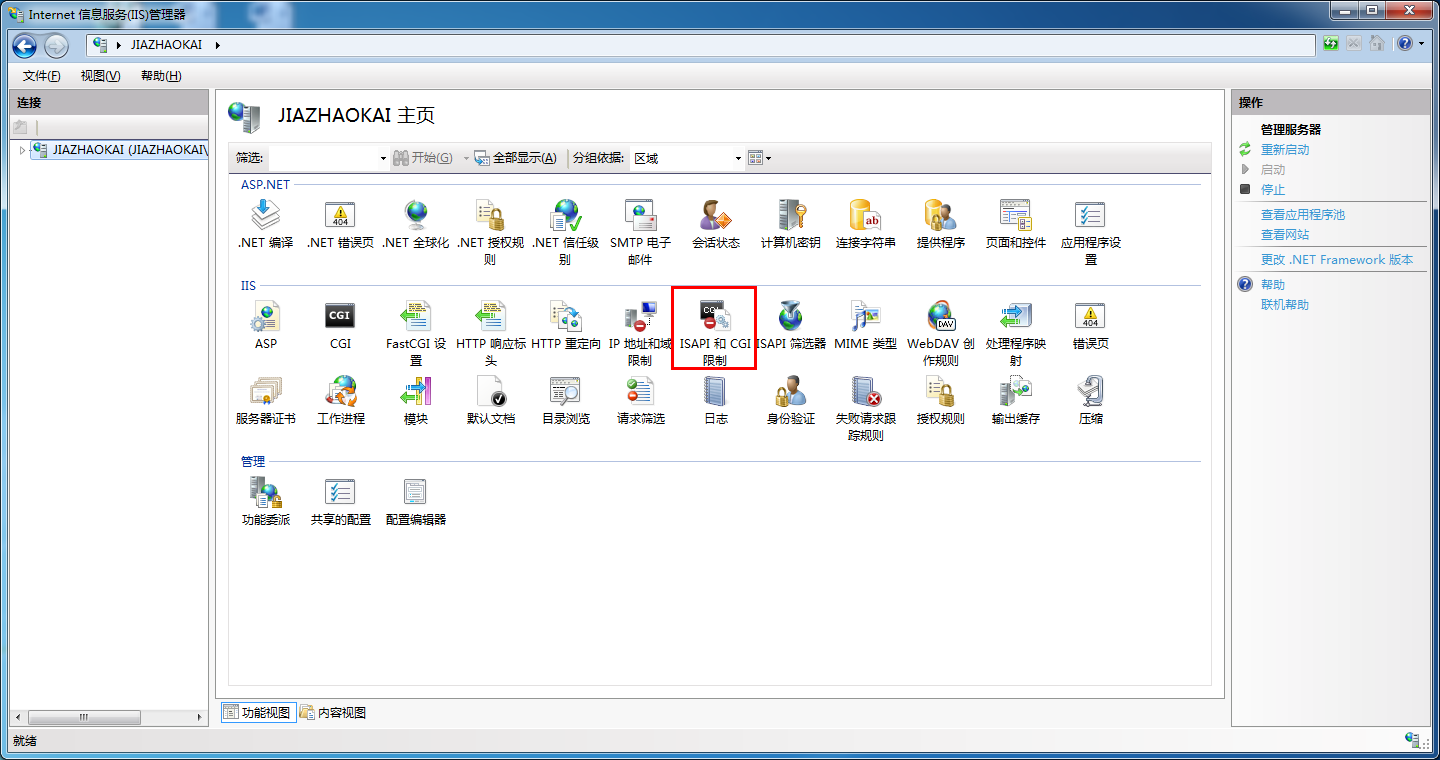 Internet 信息服务(IIS)管理器
JIAZHAOKAI
文件(F) 视图(V) 帮助(H)
连接
JIAZHAOKAI (JIAZHAOKAI\
JIAZHAOKAI 主页
筛选: 开始(G) 全部显示(A) 分组依据: 区域
ASP.NET
404
ab
.NET 编译 .NET 错误页 .NET 全球化 .NET 授权规 .NET 信任级 SMTP 电子 会话状态 计算机密钥 连接字符串 提供程序 页面和控件 应用程序设
则 别 邮件 置
IIS
CGI CGI DAV 404
ASP CGI FastCGI 设 HTTP 响应标 HTTP 重定向 IP 地址和域 ISAPI 和 CGI ISAPI 筛选器 MIME 类型 WebDAV 创 处理程序映 错误页
置 头 限制 限制 作规则 射
服务器证书 工作进程 模块 默认文档 目录浏览 请求筛选 日志 身份验证 失败请求跟 授权规则 输出缓存 压缩
踪规则
管理
功能委派 共享的配置 配置编辑器
功能视图 内容视图
操作
管理服务器
重新启动
启动
停止
查看应用程序池
查看网站
更改 .NET Framework 版本
帮助
联机帮助
就绪